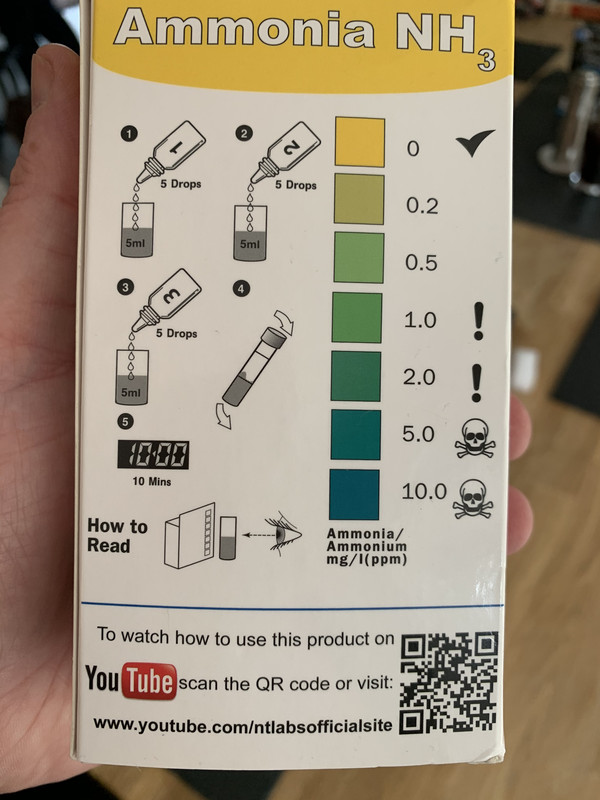 Ammonia NH3
1
1
5 Drops
5ml
2
2
5 Drops
5ml
3
3
5 Drops
5ml
4
5
10:00
10 Mins
0
0.2
0.5
1.0
!
2.0
!
5.0
10.0
Ammonia/
Ammonium
mg/l(ppm)
How to
Read
To watch how to use this product on
YouTube scan the QR code or visit:
www.youtube.com/ntlabsofficialsite